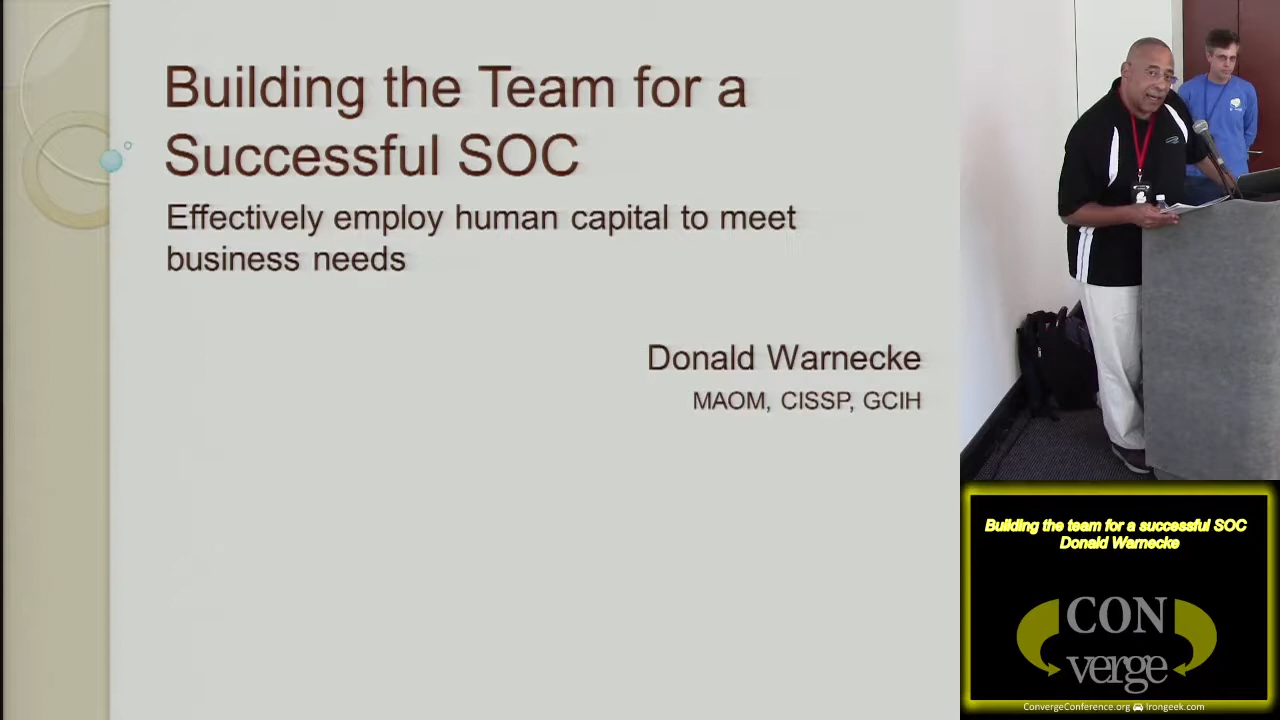 Building the Team for a
Successful SOC
Effectively employ human capital to meet
business needs
Donald Warnecke
MAOM, CISSP, GCIH
Building the team for a successful SOC
Donald Warnecke
CON
verge
ConvergeConference.org Irongeek.com